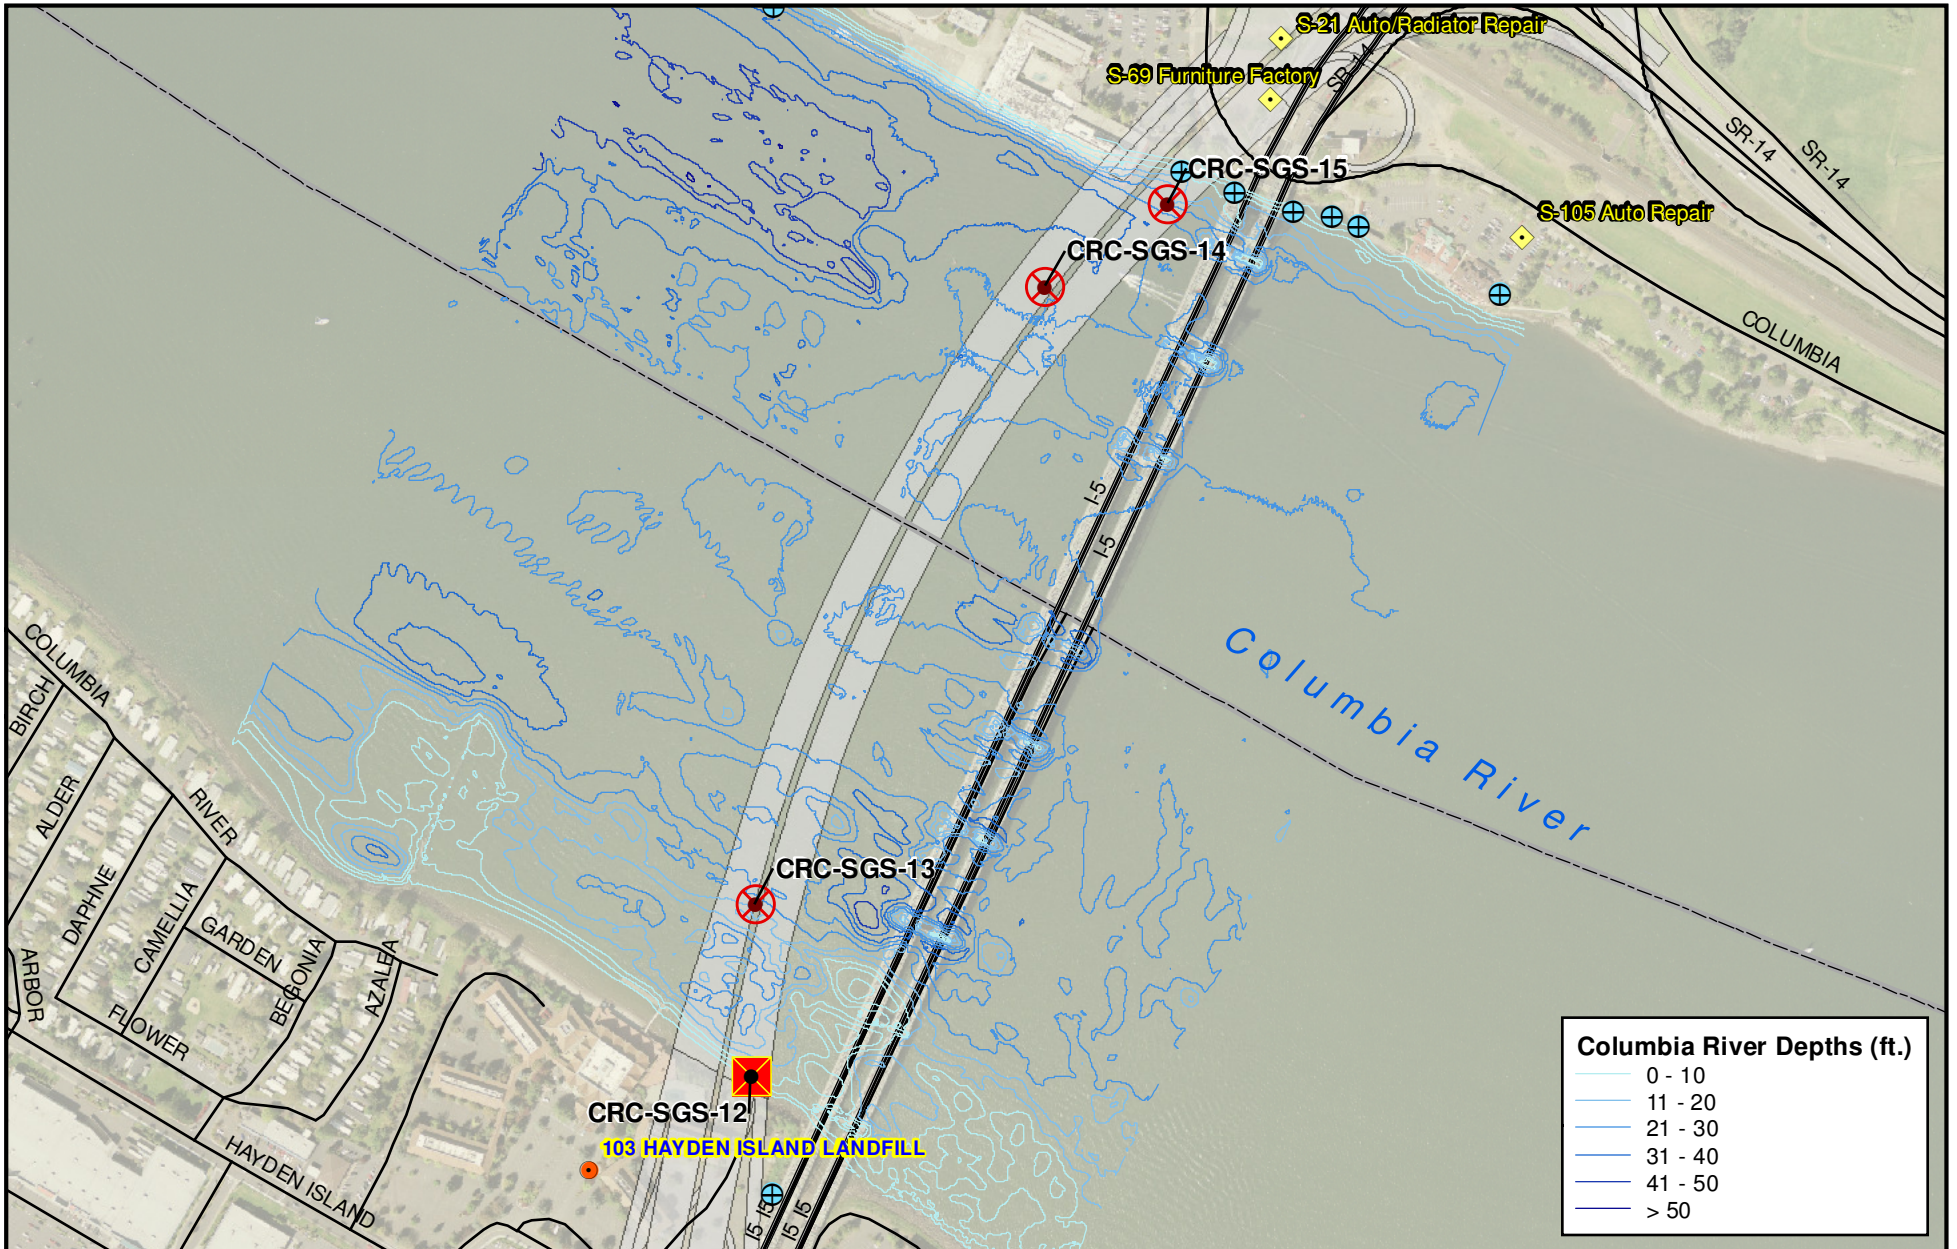 S-21 Auto/Radiator Repair
S-69 Furniture Factory
SR-14
SR-14
SR-14
CRC-SGS-15
S-105 Auto Repair
CRC-SGS-14
COLUMBIA
I-5
I-5
Columbia River
COLUMBIA
BIRCH
ALDER
RIVER
DAPHNE
CAMELLIA
GARDEN
BEGONIA
AZALEA
ARBOR
FLOWER
CRC-SGS-13
CRC-SGS-12
103 HAYDEN ISLAND LANDFILL
HAYDEN ISLAND
I5 I5
I5 I5
Columbia River Depths (ft.)
0 - 10
11 - 20
21 - 30
31 - 40
41 - 50
> 50